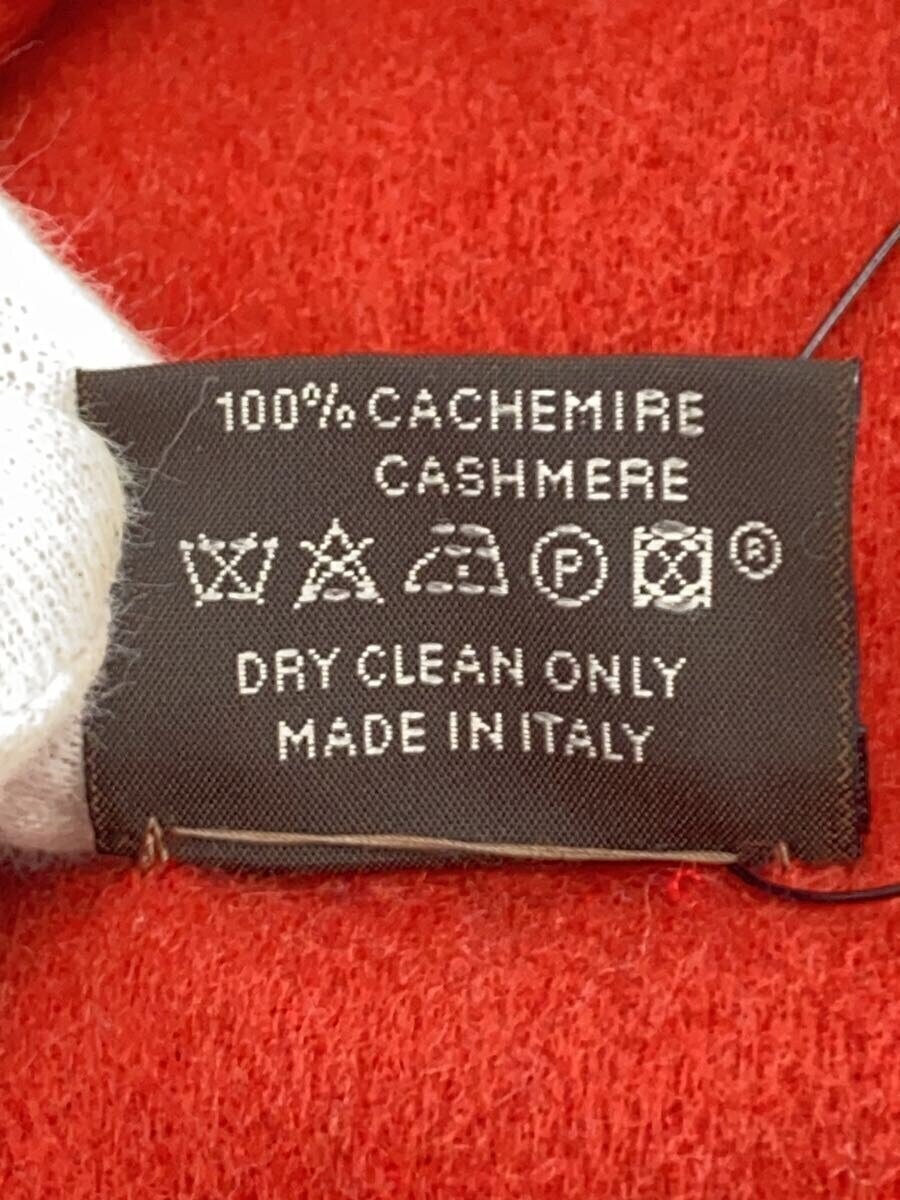 100% CACHEMIRE
CASHMERE
P ®
DRY CLEAN ONLY
MADE IN ITALY